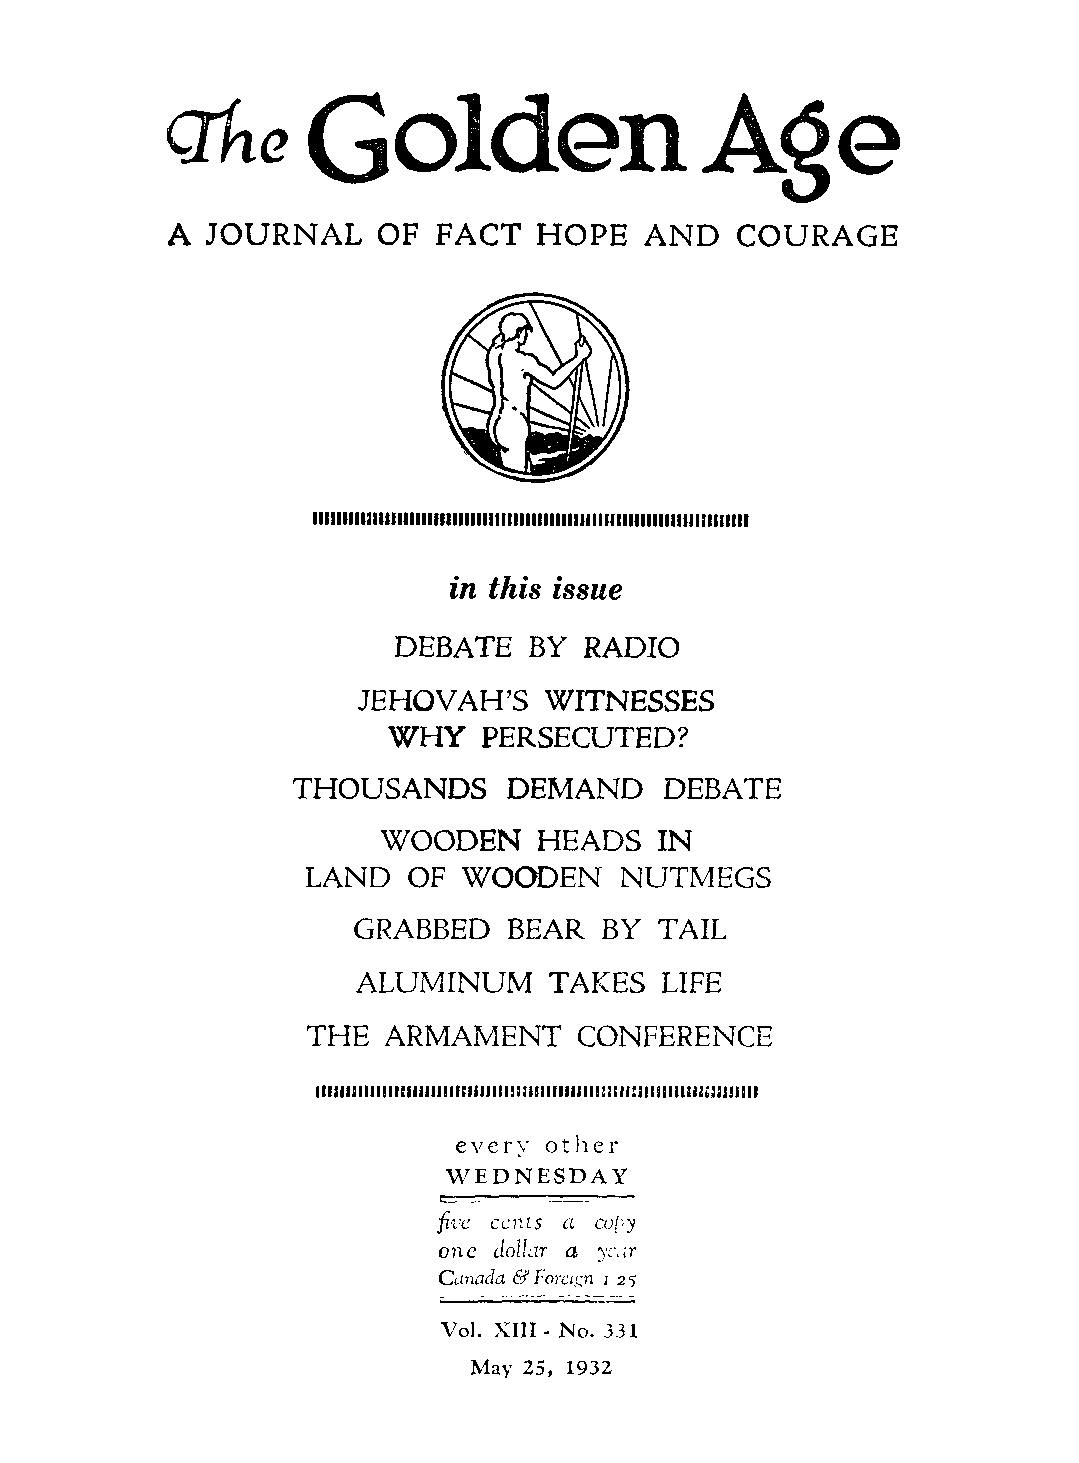 The Golden Age
A JOURNAL OF FACT HOPE AND COURAGE
in this issue
DEBATE BY RADIO
JEHOVAH'S WITNESSES
WHY PERSECUTED?
THOUSANDS DEMAND DEBATE
WOODEN HEADS IN
LAND OF WOODEN NUTMEGS
GRABBED BEAR BY TAIL
ALUMINUM TAKES LIFE
THE ARMAMENT CONFERENCE
every other
WEDNESDAY
five cents a copy
one dollar a year
Canada & Foreign 1 25
Vol. XIII - No. 331
May 25, 1932